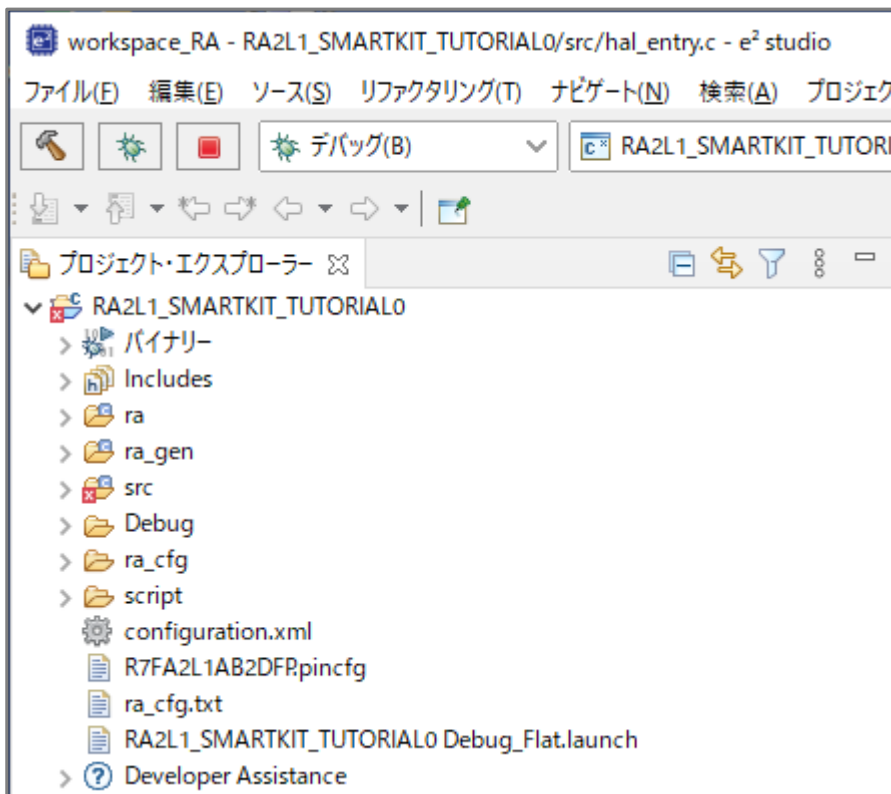 workspace_RA - RA2L1_SMARTKIT_TUTORIAL0/src/hal_entry.c - e² studio
ファイル(F) 編集(E) ソース(S) リファクタリング(T) ナビゲート(N) 検索(A) プロジェク
デバッグ(B) RA2L1_SMARTKIT_TUTORI
プロジェクト・エクスプローラー
RA2L1_SMARTKIT_TUTORIAL0
バイナリー
Includes
ra
ra_gen
src
Debug
ra_cfg
script
configuration.xml
R7FA2L1AB2DFP.pincfg
ra_cfg.txt
RA2L1_SMARTKIT_TUTORIAL0 Debug_Flat.launch
Developer Assistance